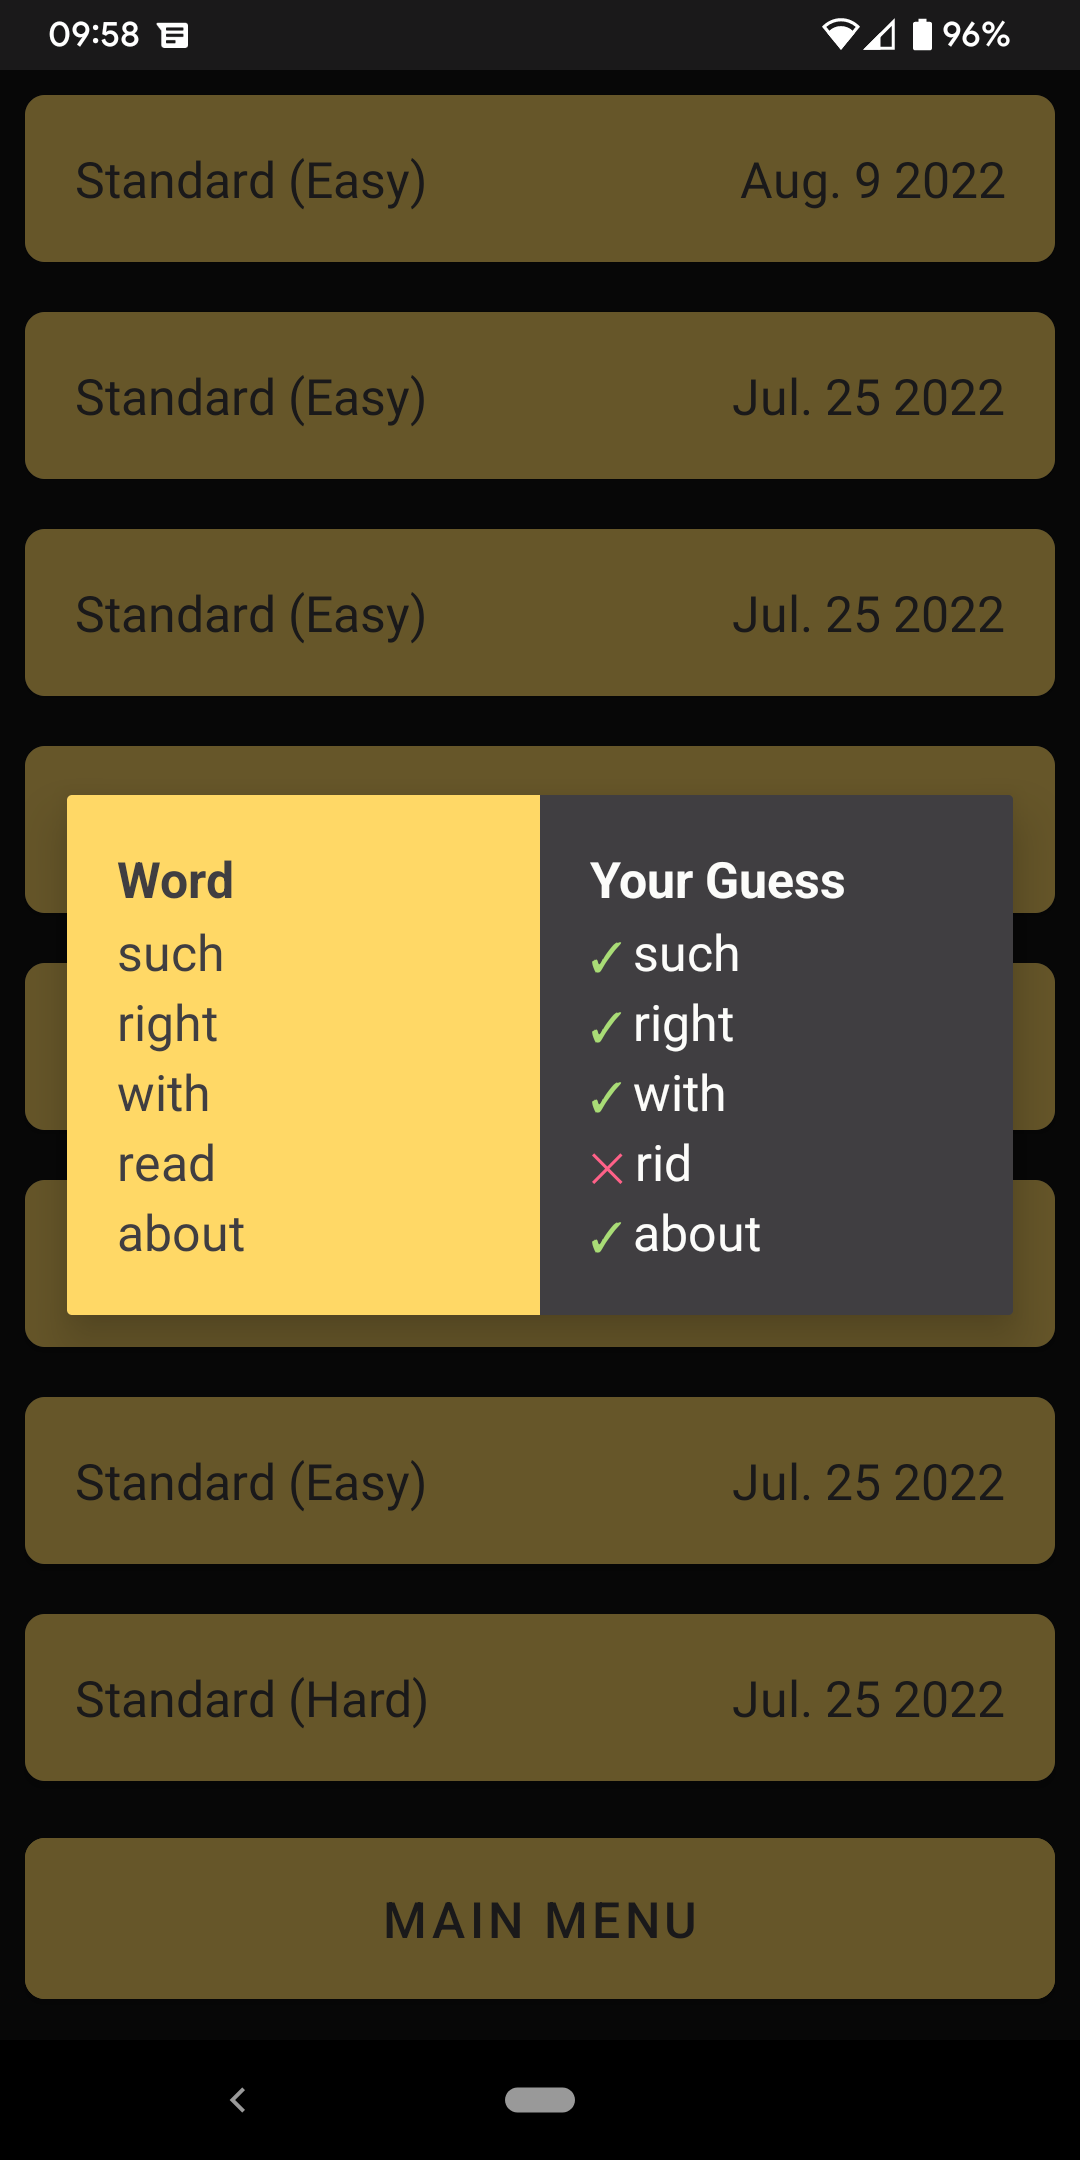 09:58 96%
Standard (Easy) Aug. 9 2022
Standard (Easy) Jul. 25 2022
Standard (Easy) Jul. 25 2022
Word Your Guess
such ✓ such
right ✓ right
with ✓ with
read ✕ rid
about ✓ about
Standard (Easy) Jul. 25 2022
Standard (Hard) Jul. 25 2022
MAIN MENU